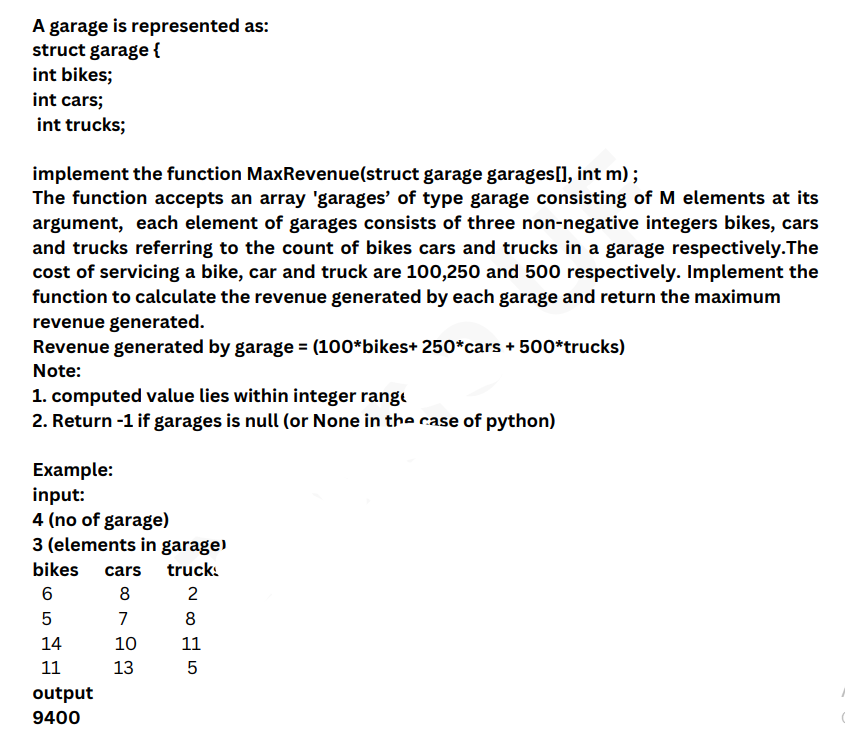 A garage is represented as:
struct garage {
int bikes;
int cars;
int trucks;
implement the function MaxRevenue(struct garage garages[], int m) ;
The function accepts an array 'garages’ of type garage consisting of M elements at its
argument, each element of garages consists of three non-negative integers bikes, cars
and trucks referring to the count of bikes cars and trucks in a garage respectively.The
cost of servicing a bike, car and truck are 100,250 and 500 respectively. Implement the
function to calculate the revenue generated by each garage and return the maximum
revenue generated.
Revenue generated by garage = (100*bikes+ 250*cars + 500*trucks)
Note:
1. computed value lies within integer range
2. Return -1 if garages is null (or None in the case of python)
Example:
input:
4 (no of garage)
3 (elements in garage)
bikes cars trucks
6 8 2
5 7 8
14 10 11
11 13 5
output
9400